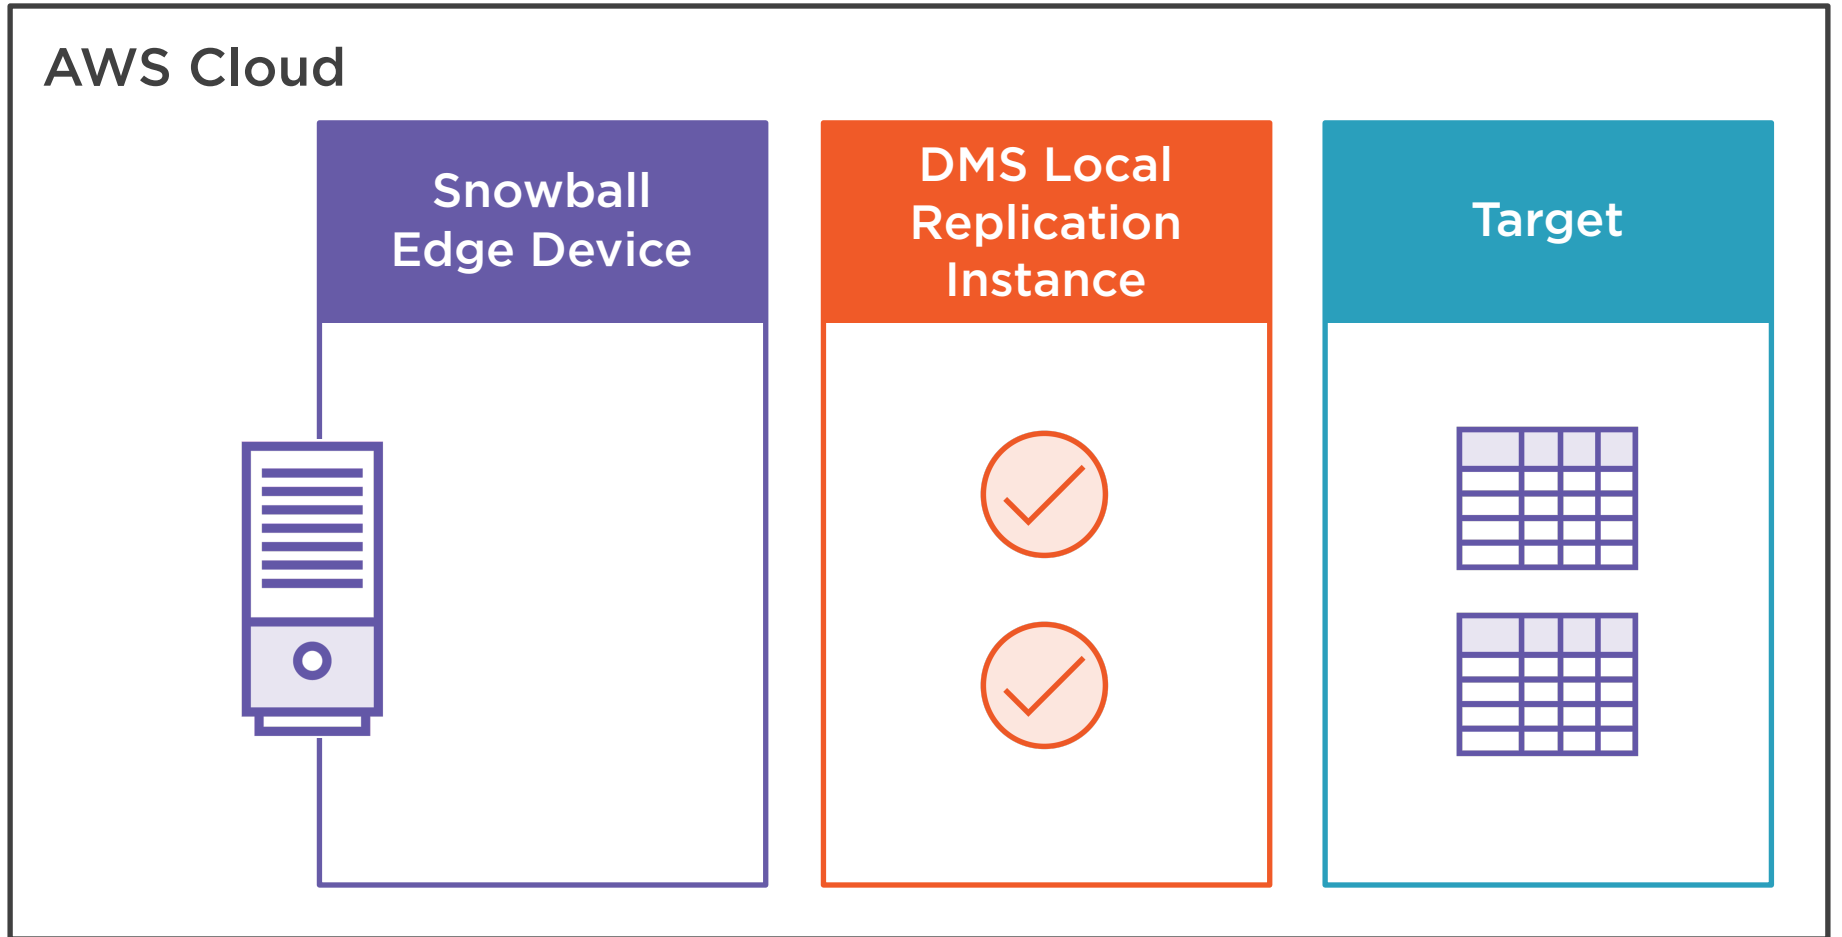 AWS Cloud
Snowball
Edge Device
DMS Local
Replication
Instance
Target